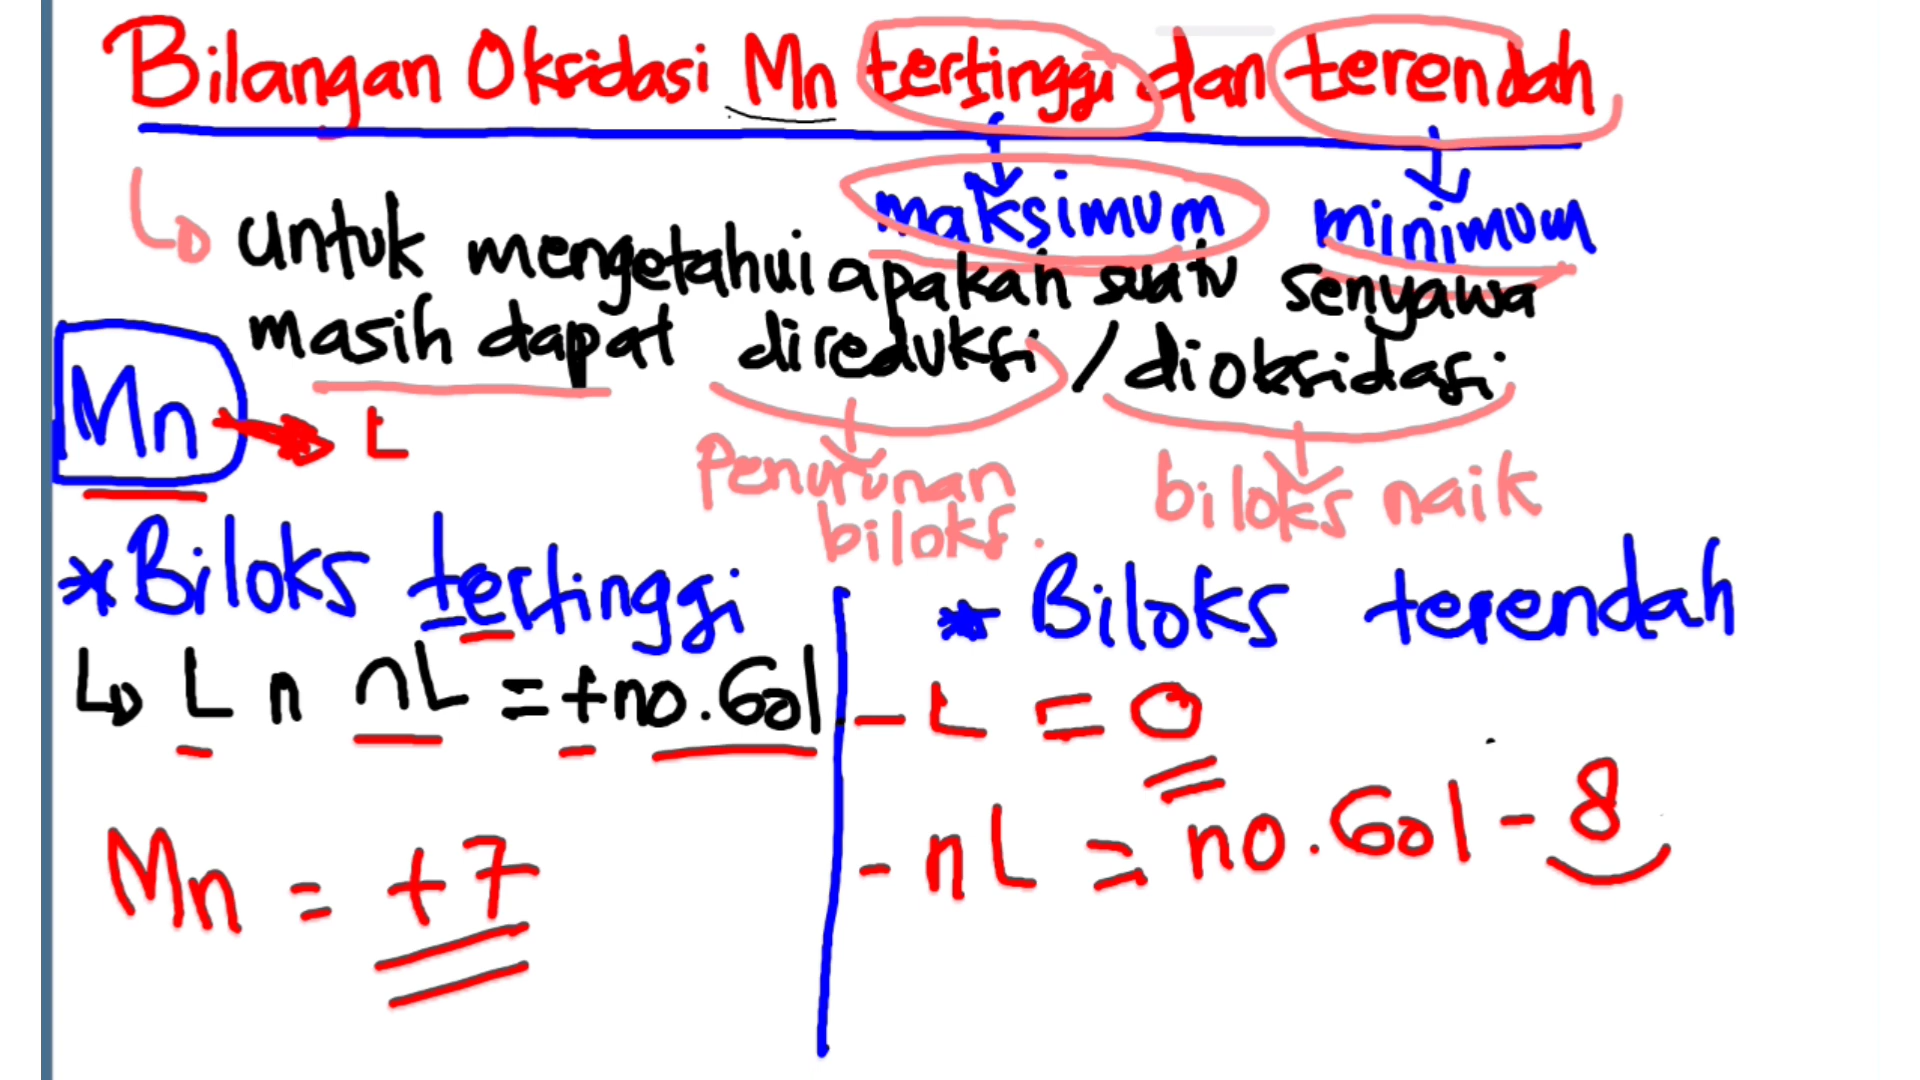 Bilangan Oksidasi Mn tertinggi dan terendah
maksimum minimum
untuk mengetahui apakah suatu senyawa
masih dapat direduksi / dioksidasi
Mn → L
Penurunan biloks naik
biloks.
* Biloks tertinggi
L n nL = + no. Gol
Mn = +7
* Biloks terendah
- L = 0
- nL = no. Gol - 8